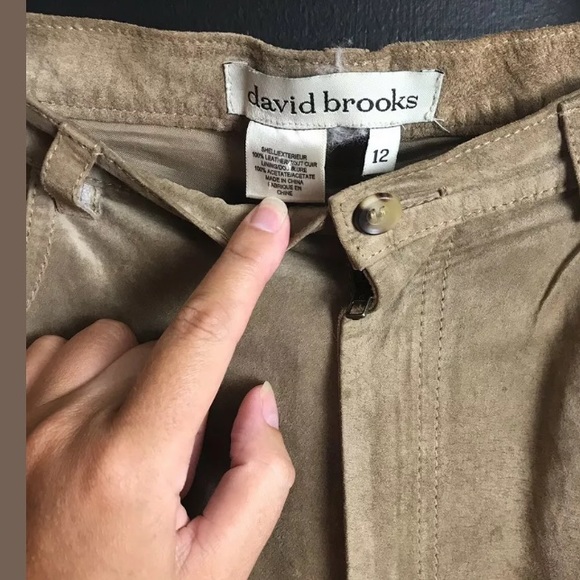 david brooks
SHELL/EXTERIEUR
100% LEATHER/TOUT CUIR
100% ACETATE/ACETATE
MADE IN CHINA
FABRIQUE EN
CHINE
12